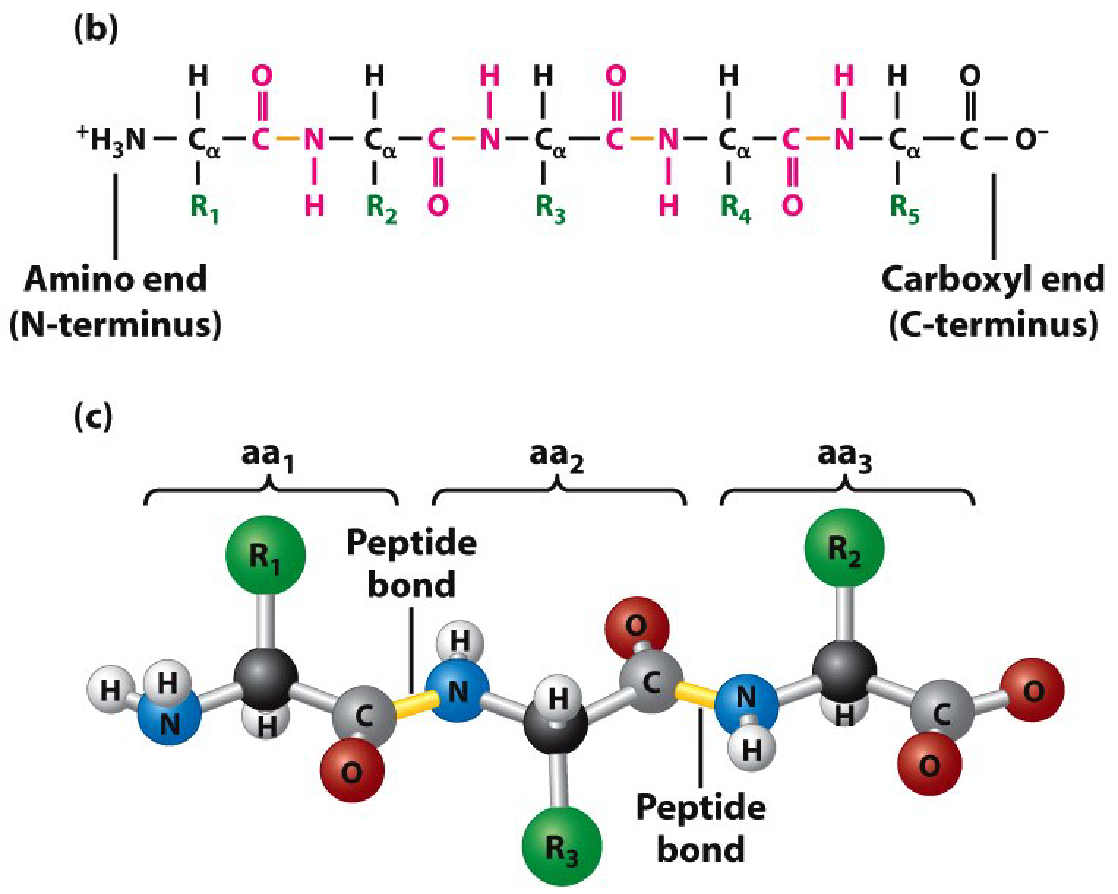 (b)
H O H H H O H H H O
⁺H₃N – Cα – C – N – Cα – C – N – Cα – C – N – Cα – C – N – Cα – C – O⁻
R₁ H R₂ O R₃ H R₄ O R₅
Amino end
(N-terminus)
Carboxyl end
(C-terminus)
(c)
aa₁ aa₂ aa₃
R₁
Peptide
bond
R₂
H H N H C O
H N H
R₃
O C
N H
Peptide
bond
H C O O